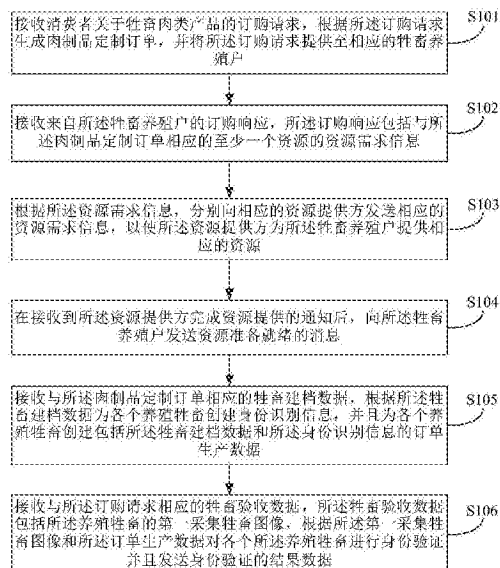 接收消费者关于牲畜肉类产品的订购请求，根据所述订购请求
生成肉制品定制订单，并将所述订购请求提供至相应的牲畜养
殖户
S101
接收来自所述牲畜养殖户的订购响应，所述订购响应包括与所
述肉制品定制订单相应的至少一个资源的资源需求信息
S102
根据所述资源需求信息，分别向相应的资源提供方发送相应的
资源需求信息，以使所述资源提供方为所述牲畜养殖户提供相
应的资源
S103
在接收到所述资源提供方完成资源提供的通知后，向所述牲畜
养殖户发送资源准备就绪的消息
S104
接收与所述肉制品定制订单相应的牲畜建档数据，根据所述牲
畜建档数据为各个养殖牲畜创建身份识别信息，并且为各个养
殖牲畜创建包括所述牲畜建档数据和所述身份识别信息的订单
生产数据
S105
接收与所述订购请求相应的牲畜验收数据，所述牲畜验收数据
包括所述养殖牲畜的第一采集牲畜图像，根据所述第一采集牲
畜图像和所述订单生产数据对各个所述养殖牲畜进行身份验证
并且发送身份验证的结果数据
S106